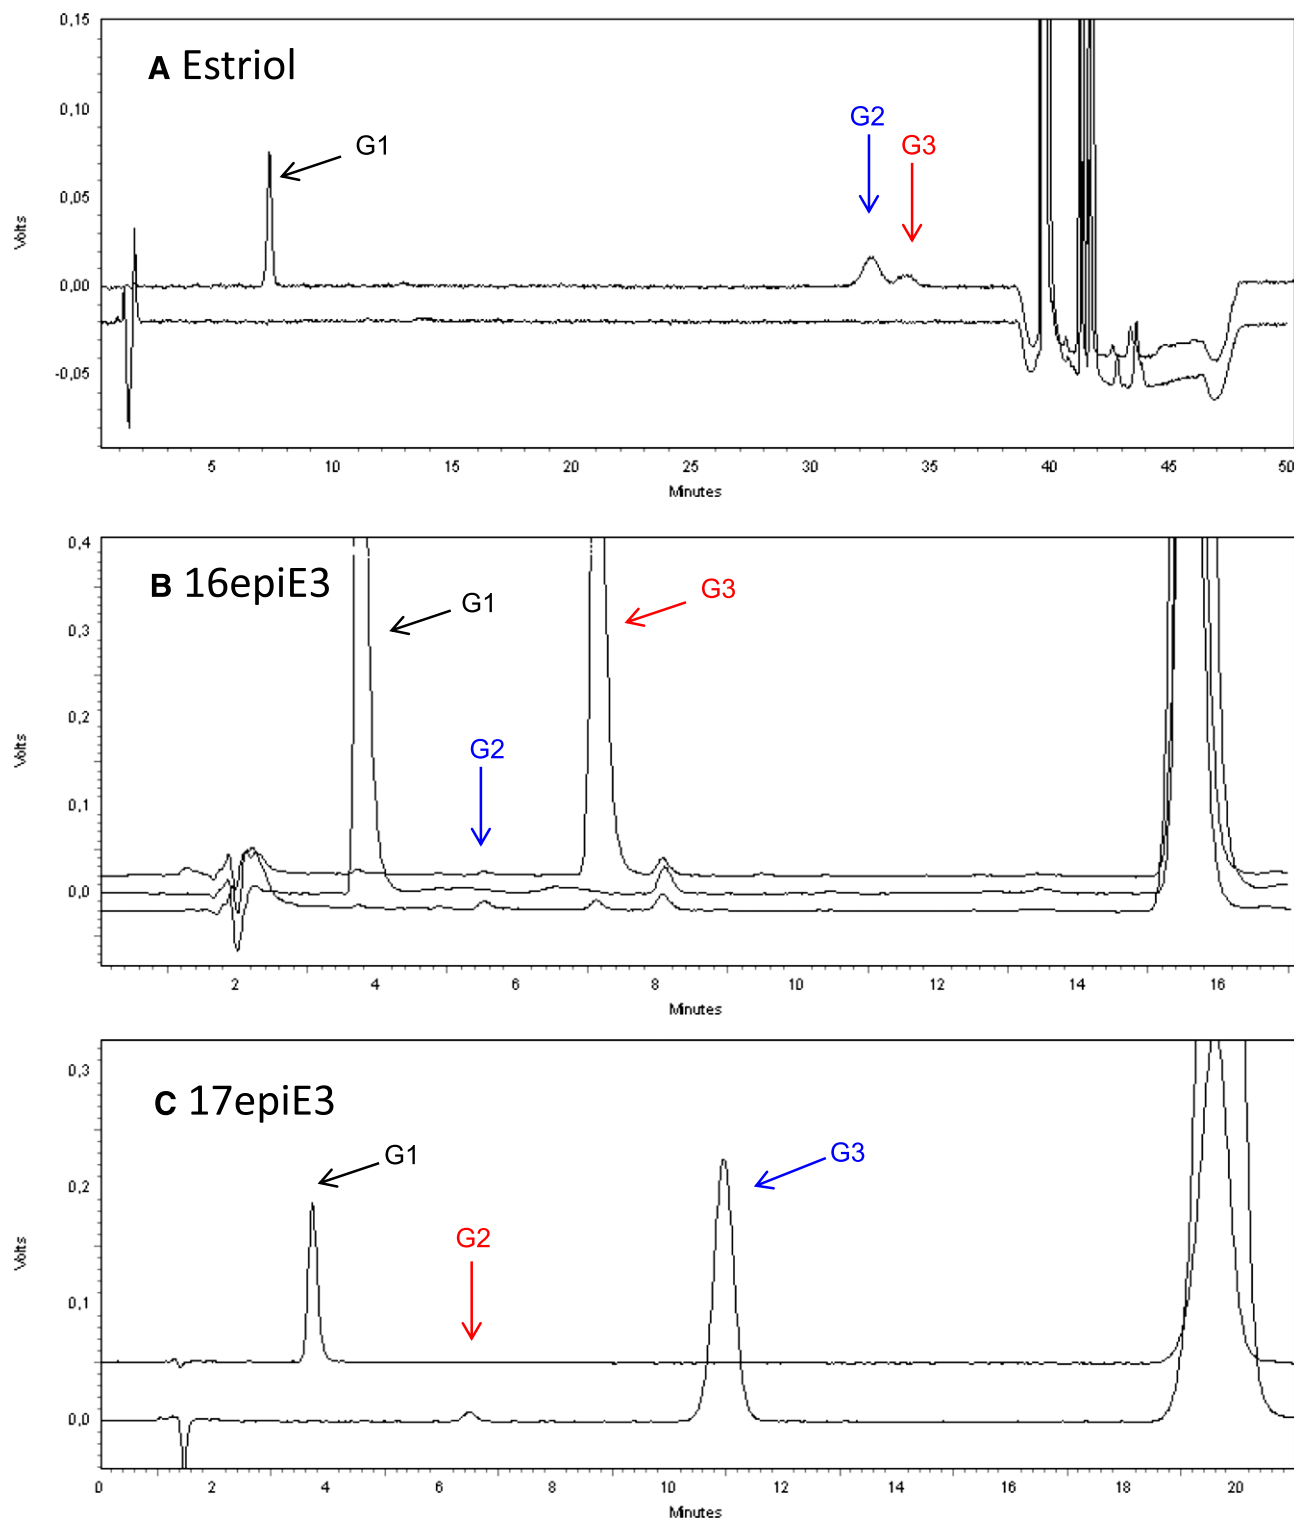 A Estriol
0,15
0,10
0,05
0,00
-0,05
Volts
G1
G2
G3
5 10 15 20 25 30 35 40 45 50
Minutes
B 16epiE3
0,4
0,3
0,2
0,1
0,0
Volts
G1
G2
G3
2 4 6 8 10 12 14 16
Minutes
C 17epiE3
0,3
0,2
0,1
0,0
Volts
G1
G2
G3
0 2 4 6 8 10 12 14 16 18 20
Minutes